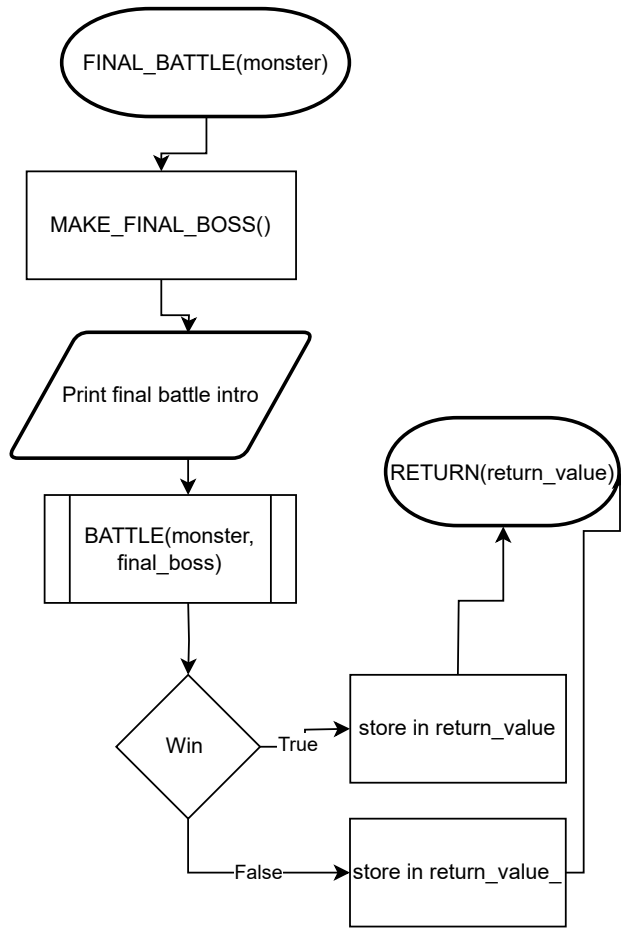 FINAL_BATTLE(monster)
MAKE_FINAL_BOSS()
Print final battle intro
RETURN(return_value)
BATTLE(monster,
final_boss)
Win
True
store in return_value
False
store in return_value_